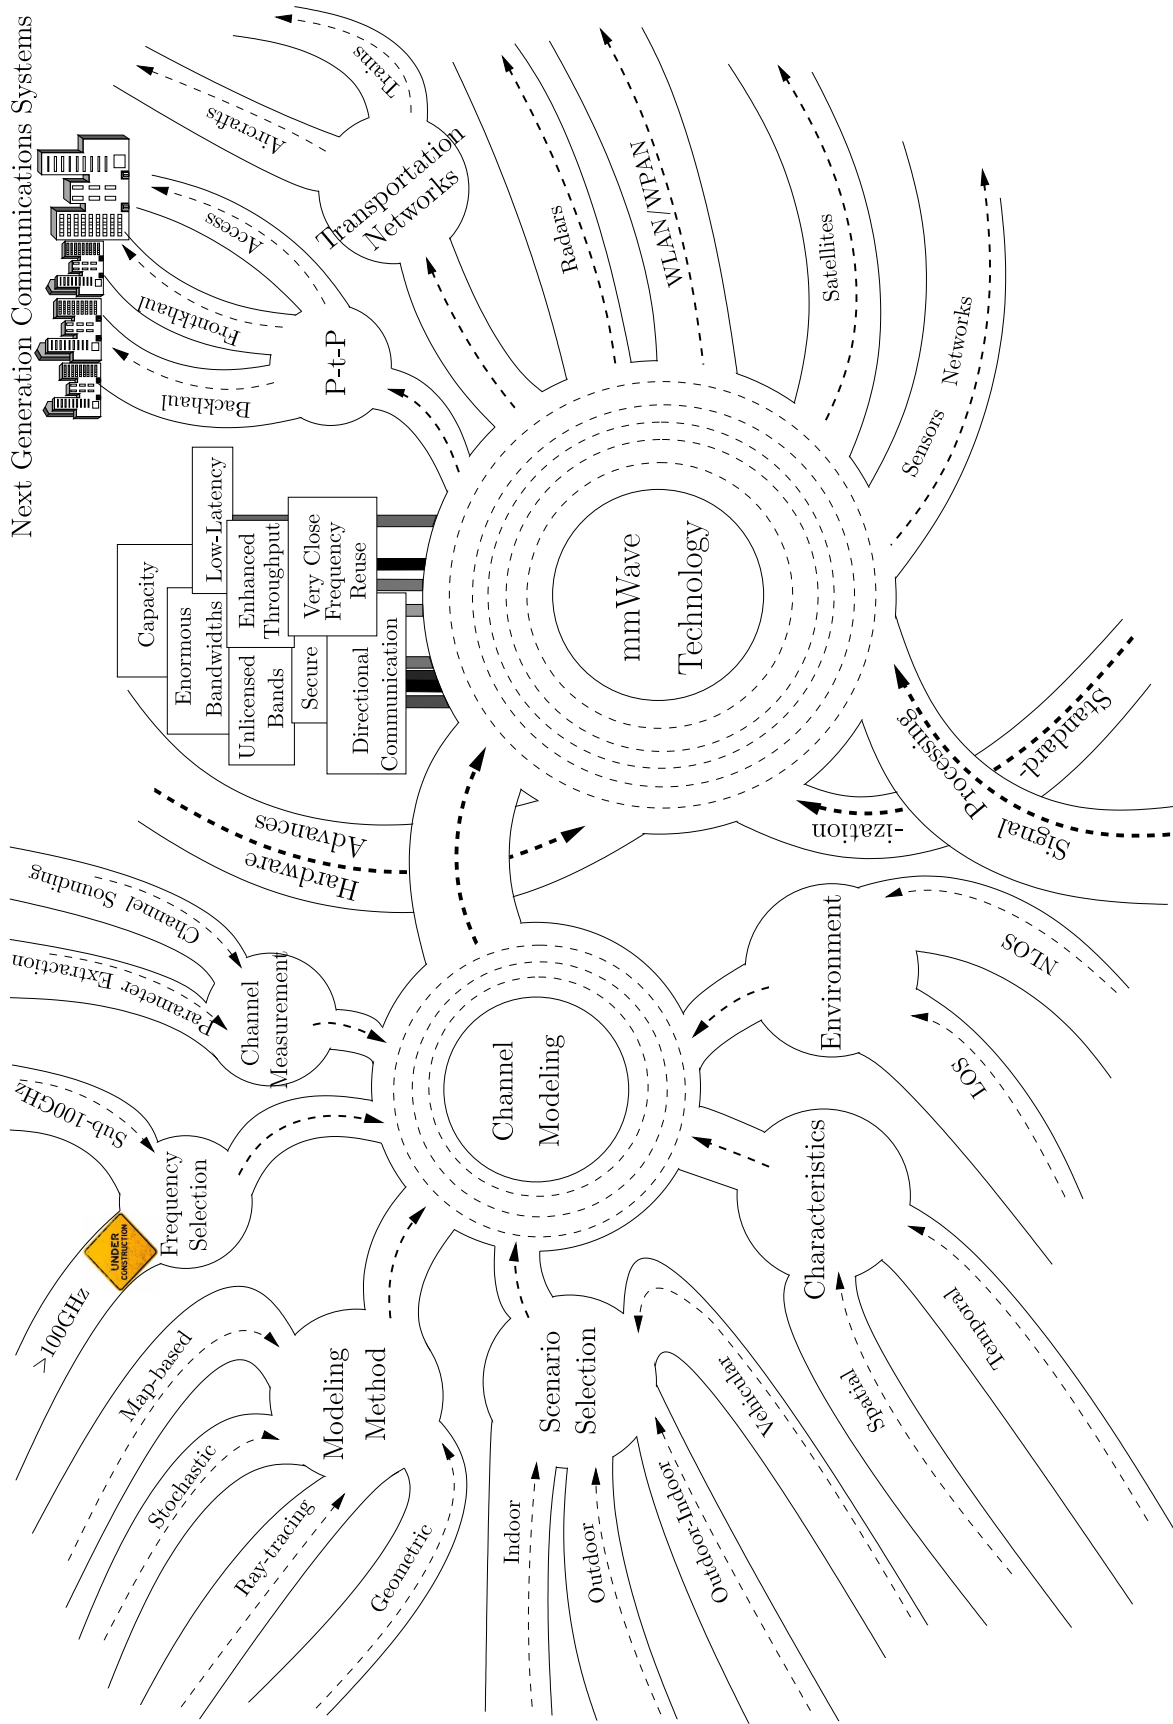 Next Generation Communications Systems
Trains
Aircrafts
Transportation
Networks
Access
Frontkhaul
Backhaul
P-t-P
Radars
WLAN/WPAN
Satellites
Sensors
Networks
Capacity
Low-Latency
Enormous
Bandwidths
Enhanced
Throughput
Very Close
Frequency
Reuse
Unlicensed
Bands
Secure
Directional
Communication
mmWave
Technology
Hardware
Advances
Standard-
-ization
Signal
Processing
Channel Sounding
Parameter Extraction
Channel
Measurement
Sub-100GHz
>100GHz
UNDER
CONSTRUCTION
Frequency
Selection
Channel
Modeling
Environment
NLOS
LOS
Characteristics
Temporal
Spatial
Map-based
Stochastic
Ray-tracing
Geometric
Modeling
Method
Scenario
Selection
Indoor
Outdoor
Outdoor-Indoor
Vehicular